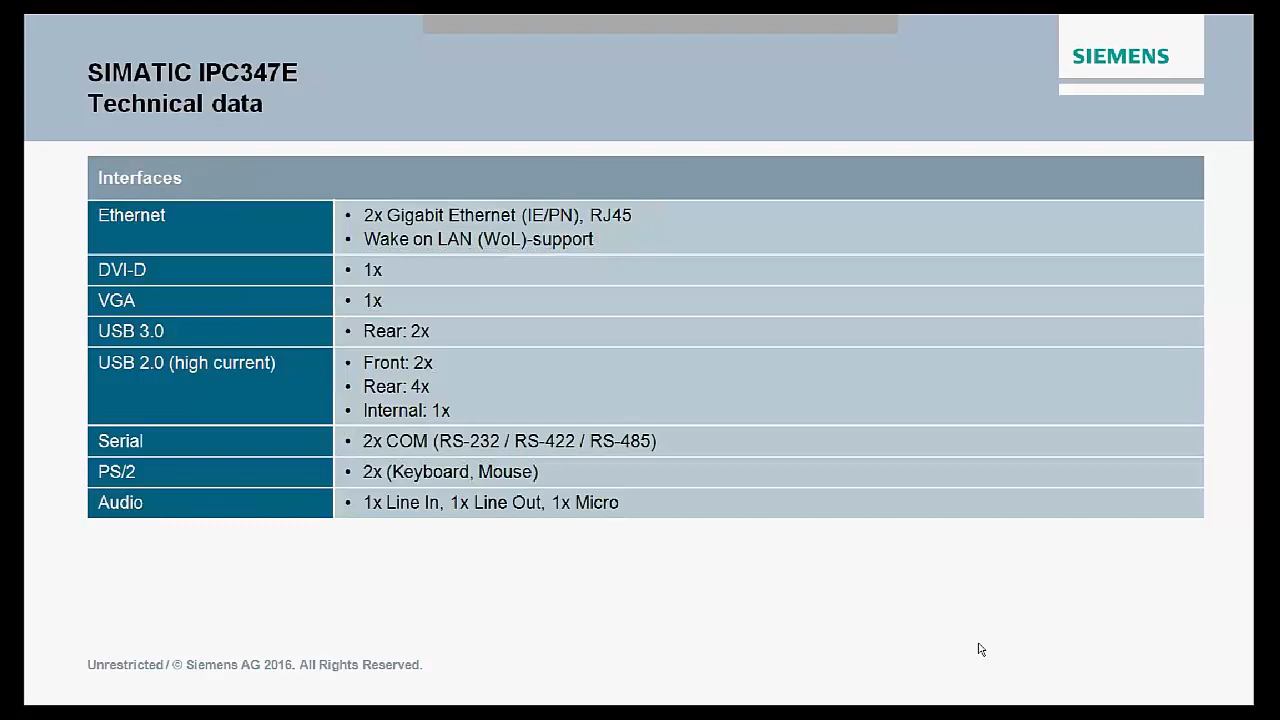 SIMATIC IPC347E
Technical data
SIEMENS
Interfaces
Ethernet
• 2x Gigabit Ethernet (IE/PN), RJ45
• Wake on LAN (WoL)-support
DVI-D
• 1x
VGA
• 1x
USB 3.0
• Rear: 2x
USB 2.0 (high current)
• Front: 2x
• Rear: 4x
• Internal: 1x
Serial
• 2x COM (RS-232 / RS-422 / RS-485)
PS/2
• 2x (Keyboard, Mouse)
Audio
• 1x Line In, 1x Line Out, 1x Micro
Unrestricted / © Siemens AG 2016. All Rights Reserved.